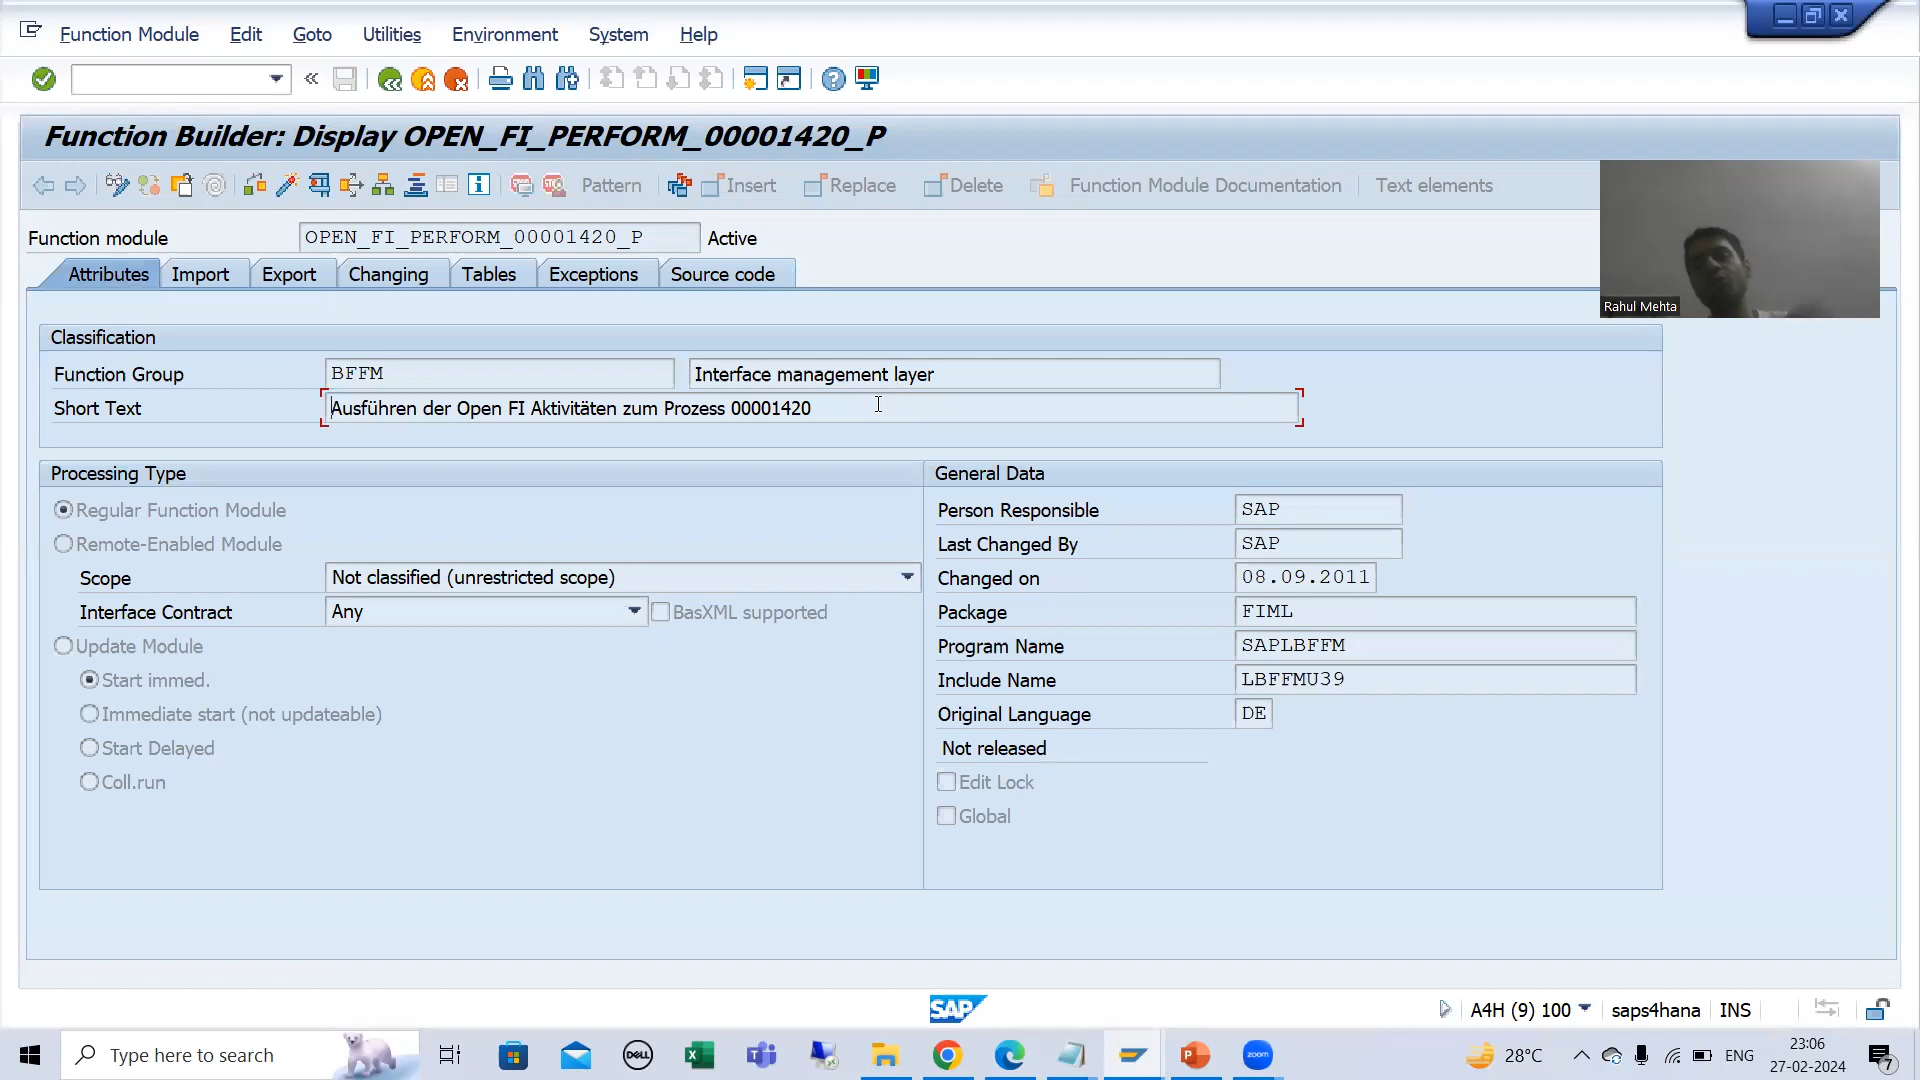 Function Module Edit Goto Utilities Environment System Help
Function Builder: Display OPEN_FI_PERFORM_00001420_P
Pattern Insert Replace Delete Function Module Documentation Text elements
Function module OPEN_FI_PERFORM_00001420_P Active
Attributes Import Export Changing Tables Exceptions Source code
Rahul Mehta
Classification
Function Group BFFM Interface management layer
Short Text Ausführen der Open FI Aktivitäten zum Prozess 00001420
Processing Type
Regular Function Module
Remote-Enabled Module
Scope Not classified (unrestricted scope)
Interface Contract Any BasXML supported
Update Module
Start immed.
Immediate start (not updateable)
Start Delayed
Coll.run
General Data
Person Responsible SAP
Last Changed By SAP
Changed on 08.09.2011
Package FIML
Program Name SAPLBFFM
Include Name LBFFMU39
Original Language DE
Not released
Edit Lock
Global
SAP
A4H (9) 100 saps4hana INS
Type here to search
DELL
zoom
28°C
ENG
23:06
27-02-2024
7